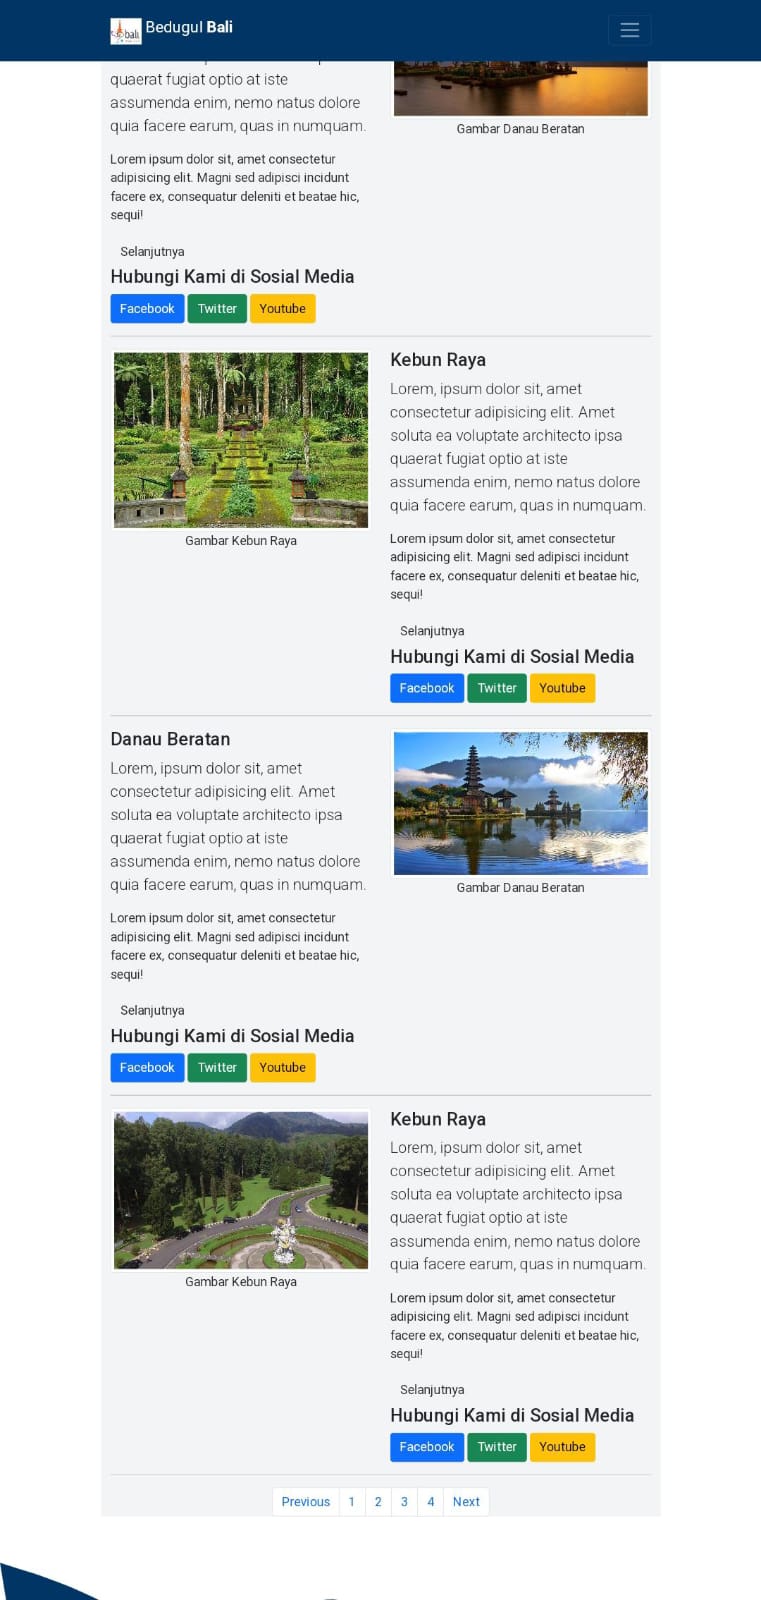 bali
Bedugul Bali
quaerat fugiat optio at iste
assumenda enim, nemo natus dolore
quia facere earum, quas in numquam.
Gambar Danau Beratan
Lorem ipsum dolor sit, amet consectetur
adipisicing elit. Magni sed adipisci incidunt
facere ex, consequatur deleniti et beatae hic,
sequi!
Selanjutnya
Hubungi Kami di Sosial Media
Facebook Twitter Youtube
Kebun Raya
Lorem, ipsum dolor sit, amet
consectetur adipisicing elit. Amet
soluta ea voluptate architecto ipsa
quaerat fugiat optio at iste
assumenda enim, nemo natus dolore
quia facere earum, quas in numquam.
Gambar Kebun Raya
Lorem ipsum dolor sit, amet consectetur
adipisicing elit. Magni sed adipisci incidunt
facere ex, consequatur deleniti et beatae hic,
sequi!
Selanjutnya
Hubungi Kami di Sosial Media
Facebook Twitter Youtube
Danau Beratan
Lorem, ipsum dolor sit, amet
consectetur adipisicing elit. Amet
soluta ea voluptate architecto ipsa
quaerat fugiat optio at iste
assumenda enim, nemo natus dolore
quia facere earum, quas in numquam.
Gambar Danau Beratan
Lorem ipsum dolor sit, amet consectetur
adipisicing elit. Magni sed adipisci incidunt
facere ex, consequatur deleniti et beatae hic,
sequi!
Selanjutnya
Hubungi Kami di Sosial Media
Facebook Twitter Youtube
Kebun Raya
Lorem, ipsum dolor sit, amet
consectetur adipisicing elit. Amet
soluta ea voluptate architecto ipsa
quaerat fugiat optio at iste
assumenda enim, nemo natus dolore
quia facere earum, quas in numquam.
Gambar Kebun Raya
Lorem ipsum dolor sit, amet consectetur
adipisicing elit. Magni sed adipisci incidunt
facere ex, consequatur deleniti et beatae hic,
sequi!
Selanjutnya
Hubungi Kami di Sosial Media
Facebook Twitter Youtube
Previous 1 2 3 4 Next